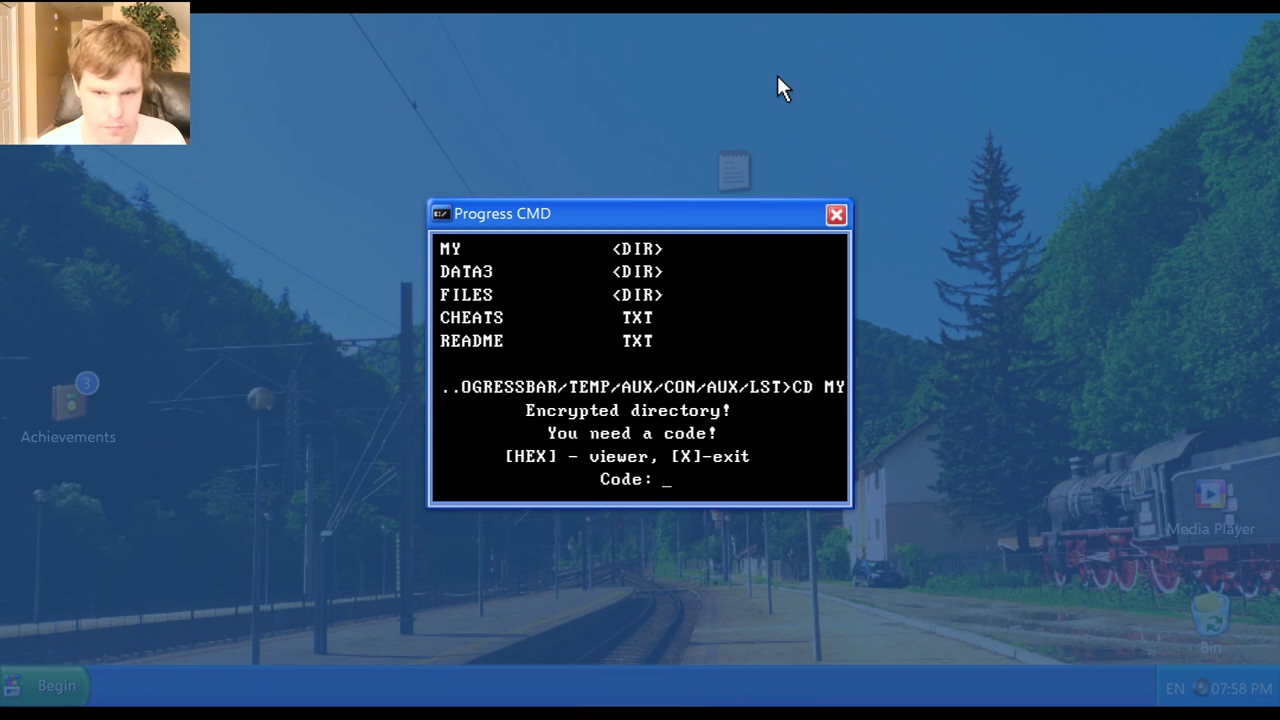 Progress CMD
MY <DIR>
DATA3 <DIR>
FILES <DIR>
CHEATS TXT
README TXT
..OGRESSBAR/TEMP/AUX/CON/AUX/LST>CD MY
Encrypted directory!
You need a code!
[HEX] - viewer, [X]-exit
Code: _
3
Achievements
Media Player
Bin
Begin
EN 07:58 PM